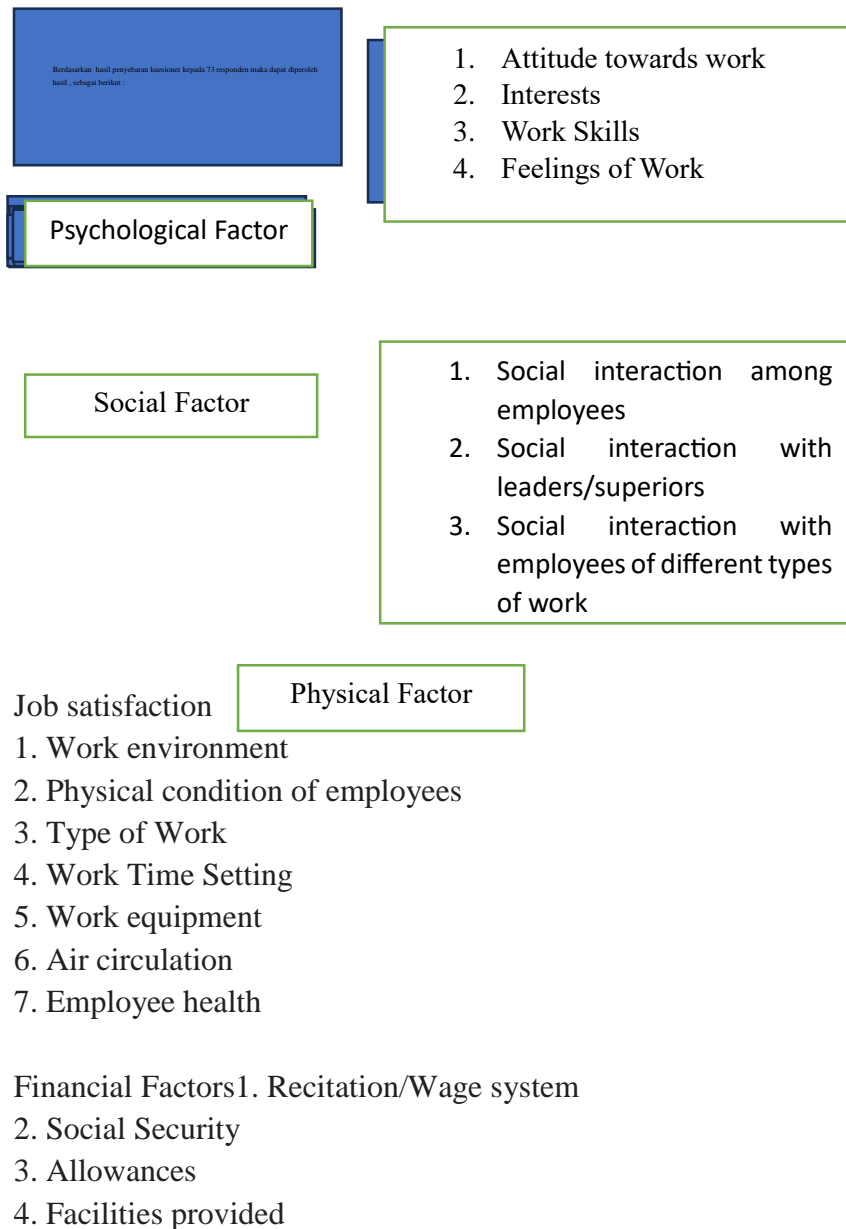 Berdasarkan hasil penyebaran kuesioner kepada 73 responden maka dapat diperoleh
hasil , sebagai berikut :
1. Attitude towards work
2. Interests
3. Work Skills
4. Feelings of Work
Psychological Factor
Social Factor
1. Social interaction among
employees
2. Social interaction with
leaders/superiors
3. Social interaction with
employees of different types
of work
Physical Factor
Job satisfaction
1. Work environment
2. Physical condition of employees
3. Type of Work
4. Work Time Setting
5. Work equipment
6. Air circulation
7. Employee health
Financial Factors1. Recitation/Wage system
2. Social Security
3. Allowances
4. Facilities provided